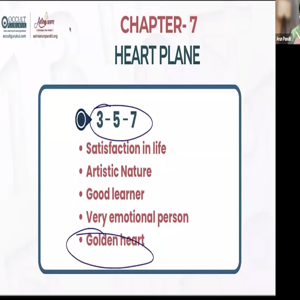 CHAPTER- 7
HEART PLANE
3-5-7
Satisfaction in life
Artistic Nature
Good learner
Very emotional person
Golden heart